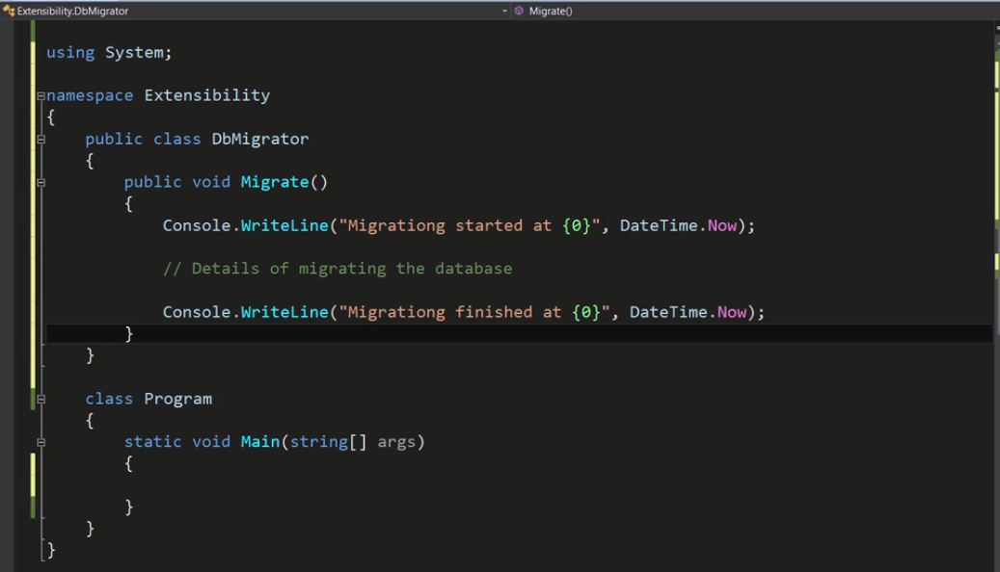 Extensibility.DbMigrator Migrate()
using System;
namespace Extensibility
{
public class DbMigrator
{
public void Migrate()
{
Console.WriteLine("Migrationg started at {0}", DateTime.Now);
// Details of migrating the database
Console.WriteLine("Migrationg finished at {0}", DateTime.Now);
}
}
class Program
{
static void Main(string[] args)
{
}
}
}